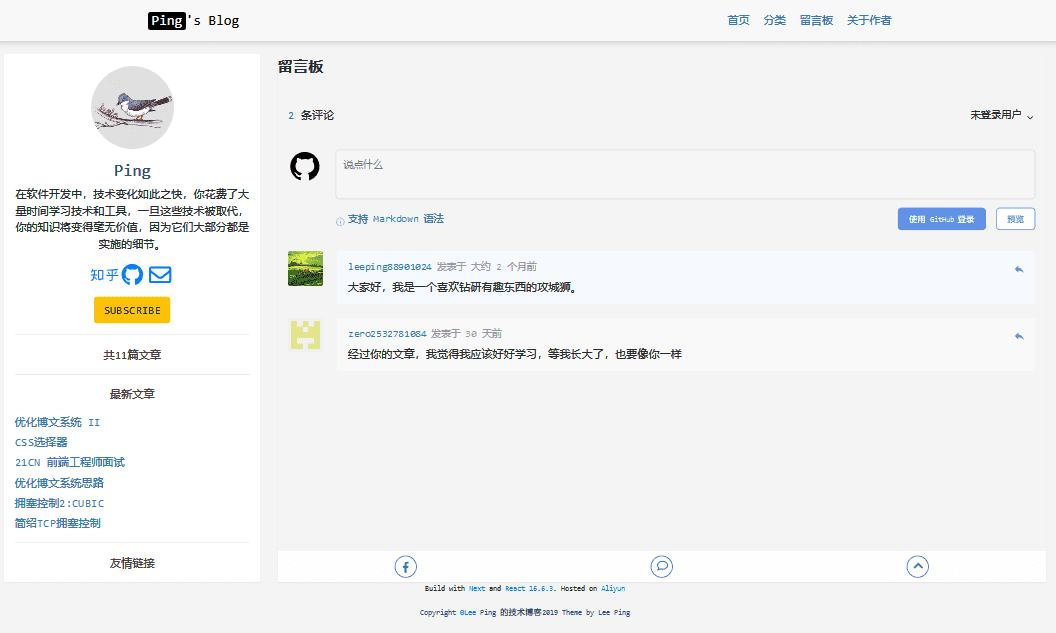 Ping's Blog
首页 分类 留言板 关于作者
Ping
在软件开发中，技术变化如此之快，你花费了大
量时间学习技术和工具，一旦这些技术被取代，
你的知识将变得毫无价值，因为它们大部分都是
实施的细节。
知乎
SUBSCRIBE
共11篇文章
最新文章
优化博文系统 II
CSS选择器
21CN 前端工程师面试
优化博文系统思路
拥塞控制2:CUBIC
简绍TCP拥塞控制
友情链接
留言板
2 条评论
未登录用户
说点什么
支持 Markdown 语法
使用 GitHub 登录
预览
leeping88901024 发表于 大约 2 个月前
大家好，我是一个喜欢钻研有趣东西的攻城狮。
zero2532781084 发表于 30 天前
经过你的文章，我觉得我应该好好学习，等我长大了，也要像你一样
Build with Next and React 16.6.3. Hosted on Aliyun
Copyright @Lee Ping 的技术博客2019 Theme by Lee Ping